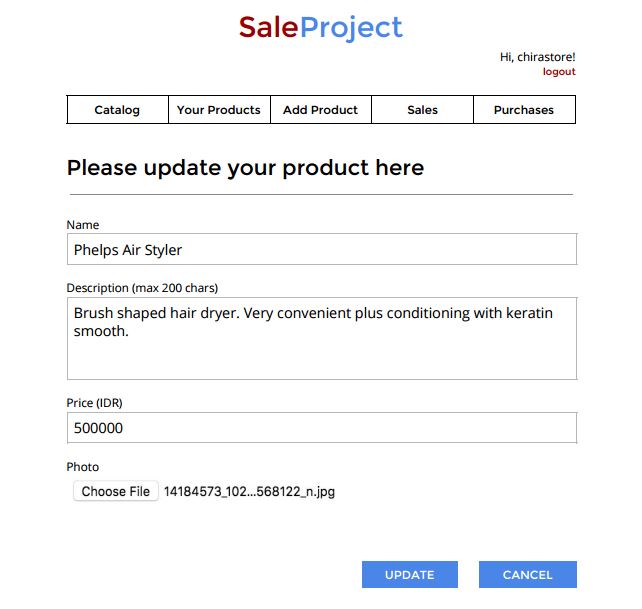 SaleProject
Hi, chirastore!
logout
Catalog Your Products Add Product Sales Purchases
Please update your product here
Name
Phelps Air Styler
Description (max 200 chars)
Brush shaped hair dryer. Very convenient plus conditioning with keratin
smooth.
Price (IDR)
500000
Photo
Choose File 14184573_102...568122_n.jpg
UPDATE CANCEL